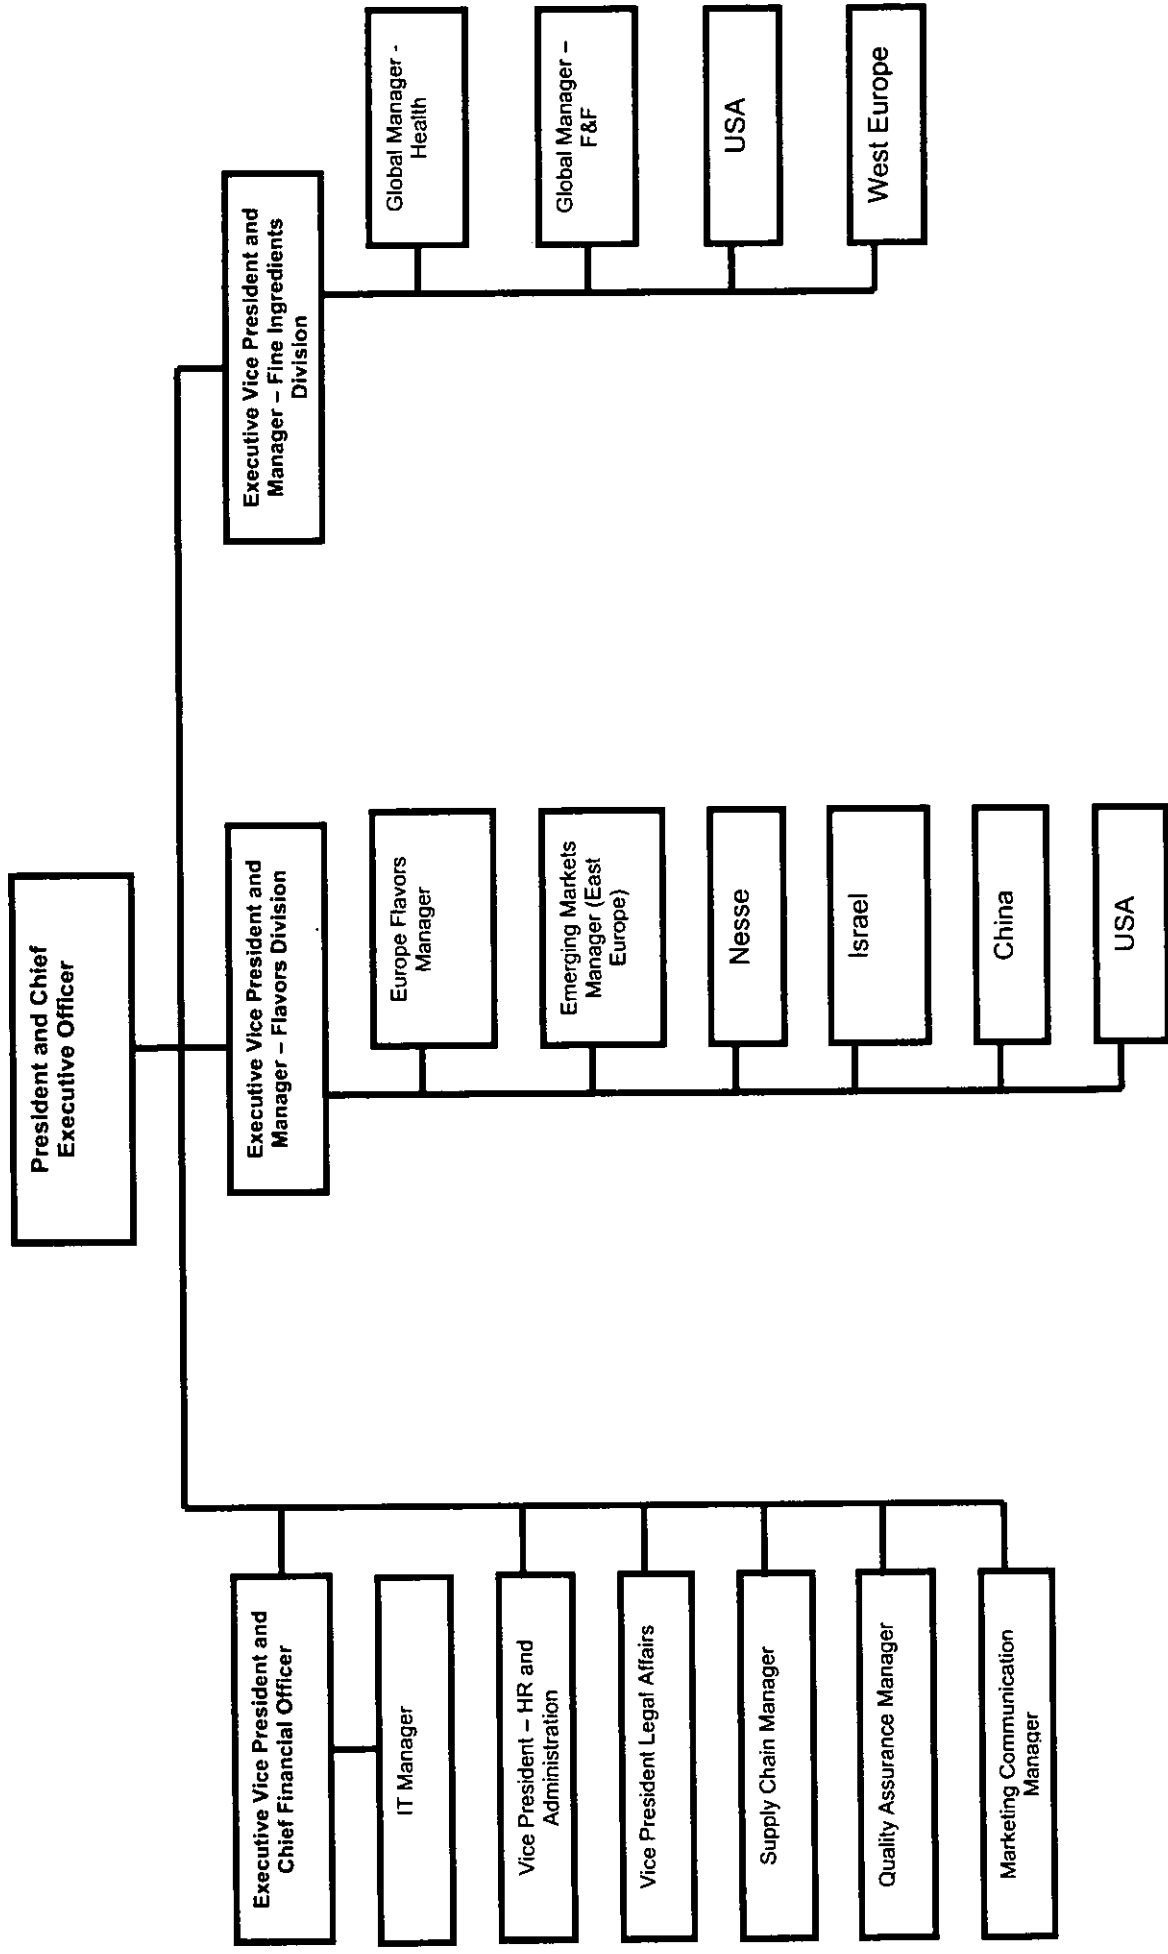 President and Chief
Executive Officer
Executive Vice President and
Chief Financial Officer
IT Manager
Vice President – HR and
Administration
Vice President Legal Affairs
Supply Chain Manager
Quality Assurance Manager
Marketing Communication
Manager
Executive Vice President and
Manager – Flavors Division
Europe Flavors
Manager
Emerging Markets
Manager (East
Europe)
Nesse
Israel
China
USA
Executive Vice President and
Manager – Fine Ingredients
Division
Global Manager -
Health
Global Manager –
F&F
USA
West Europe